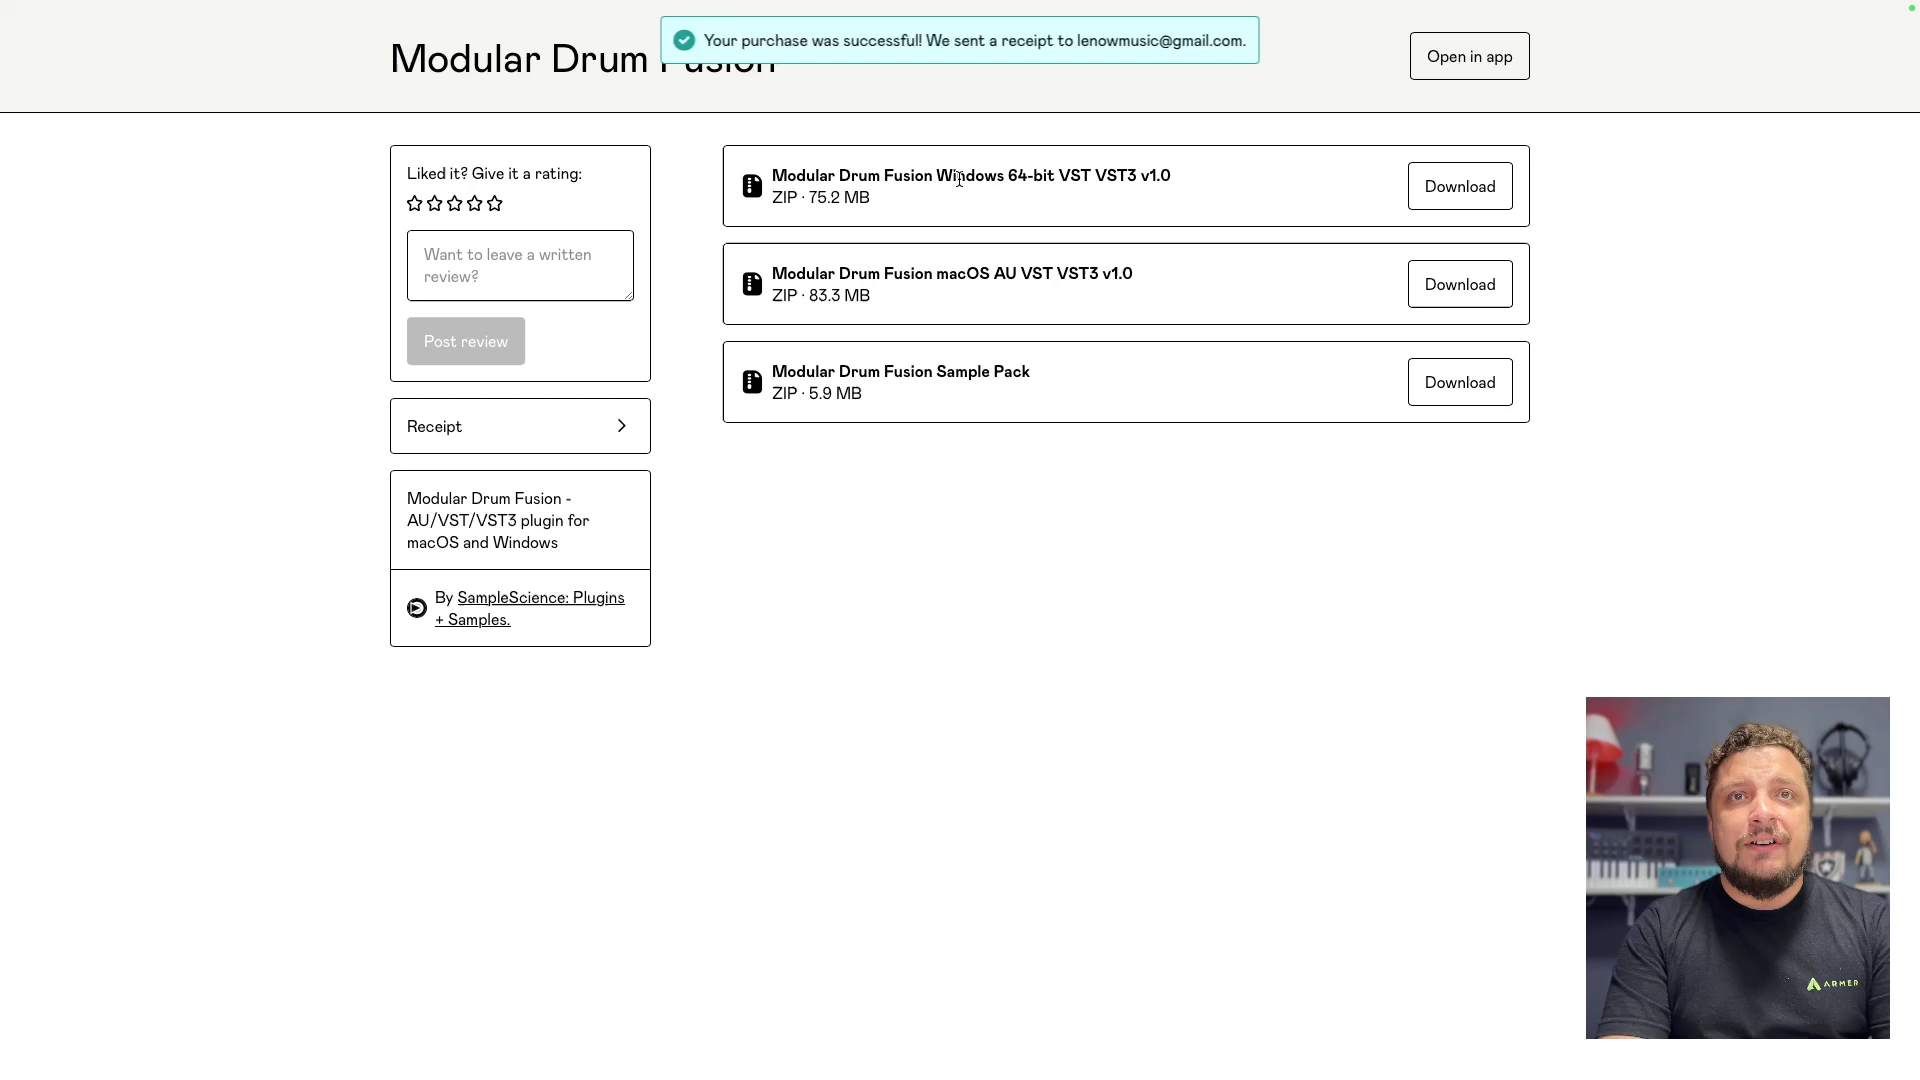 Modular Drum Fusion
Your purchase was successful! We sent a receipt to lenowmusic@gmail.com.
Open in app
Liked it? Give it a rating:
Want to leave a written
review?
Post review
Receipt
Modular Drum Fusion -
AU/VST/VST3 plugin for
macOS and Windows
By SampleScience: Plugins
+ Samples.
Modular Drum Fusion Windows 64-bit VST VST3 v1.0
ZIP · 75.2 MB
Download
Modular Drum Fusion macOS AU VST VST3 v1.0
ZIP · 83.3 MB
Download
Modular Drum Fusion Sample Pack
ZIP · 5.9 MB
Download
ARMER